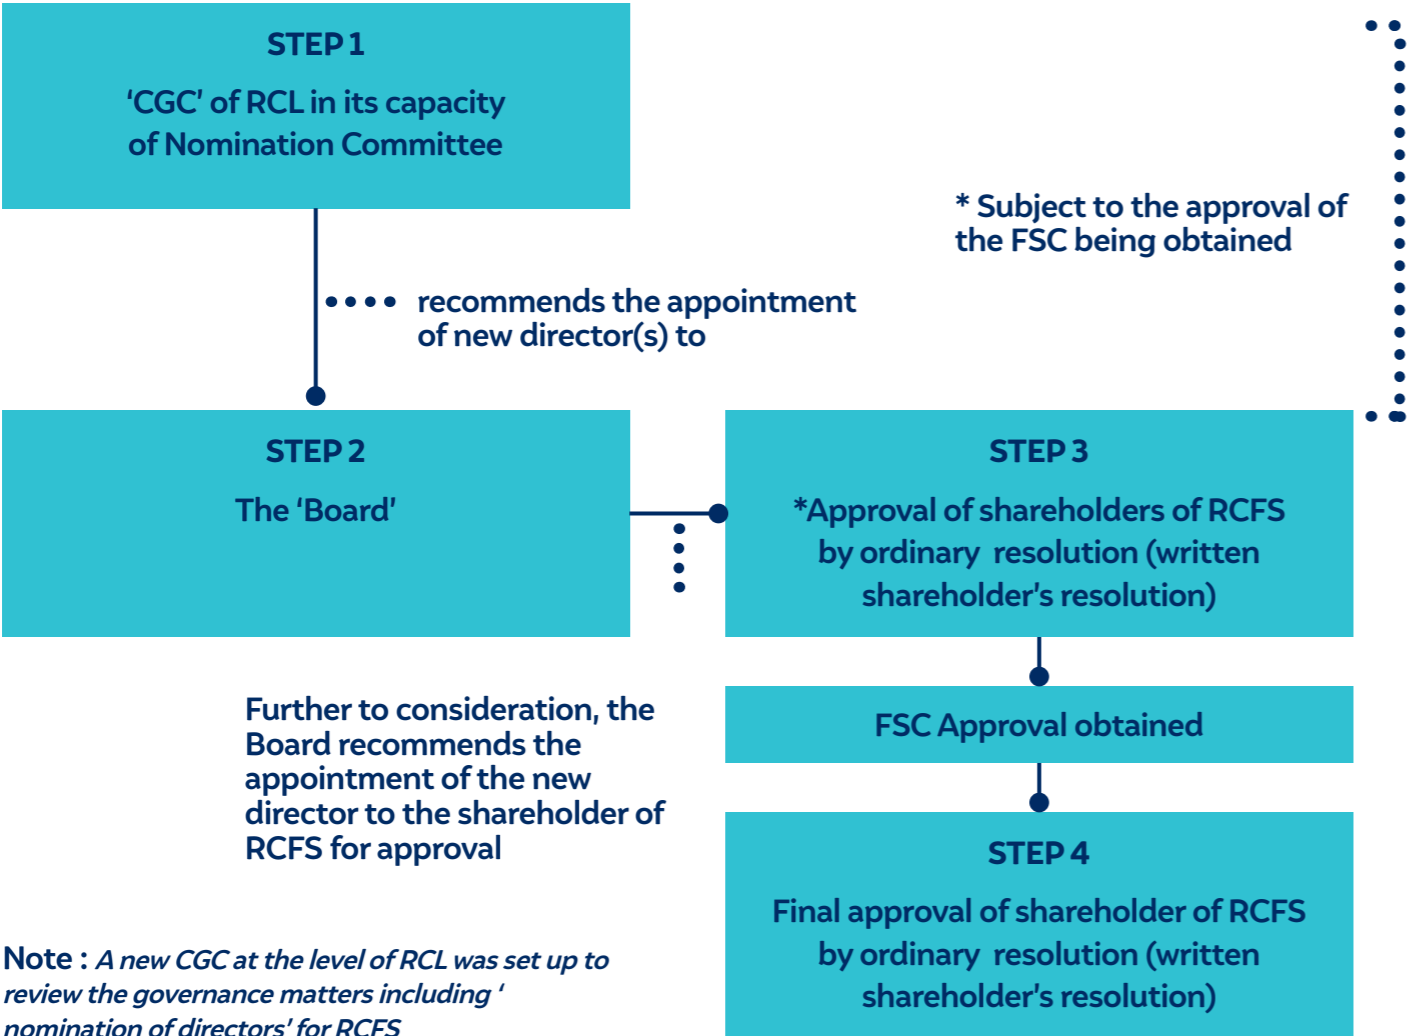 STEP 1
‘CGC’ of RCL in its capacity
of Nomination Committee
* Subject to the approval of
the FSC being obtained
recommends the appointment
of new director(s) to
STEP 2
The ‘Board’
STEP 3
*Approval of shareholders of RCFS
by ordinary resolution (written
shareholder's resolution)
Further to consideration, the
Board recommends the
appointment of the new
director to the shareholder of
RCFS for approval
FSC Approval obtained
STEP 4
Final approval of shareholder of RCFS
by ordinary resolution (written
shareholder's resolution)
Note : A new CGC at the level of RCL was set up to
review the governance matters including ‘
nomination of directors’ for RCFS